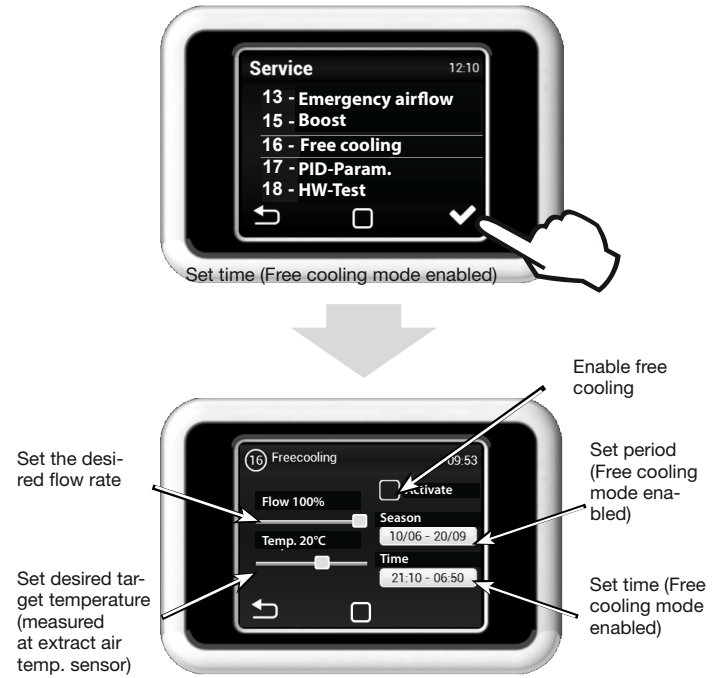 Service 12:10
13 - Emergency airflow
15 - Boost
16 - Free cooling
17 - PID-Param.
18 - HW-Test
Set time (Free cooling mode enabled)
Enable free
cooling
16 Freecooling 09:53
Set the desi-
red flow rate
Flow 100%
Activate
Set period
(Free cooling
mode ena-
bled)
Season
10/06 - 20/09
Temp. 20°C
Time
21:10 - 06:50
Set desired tar-
get temperature
(measured
at extract air
temp. sensor)
Set time (Free
cooling mode
enabled)